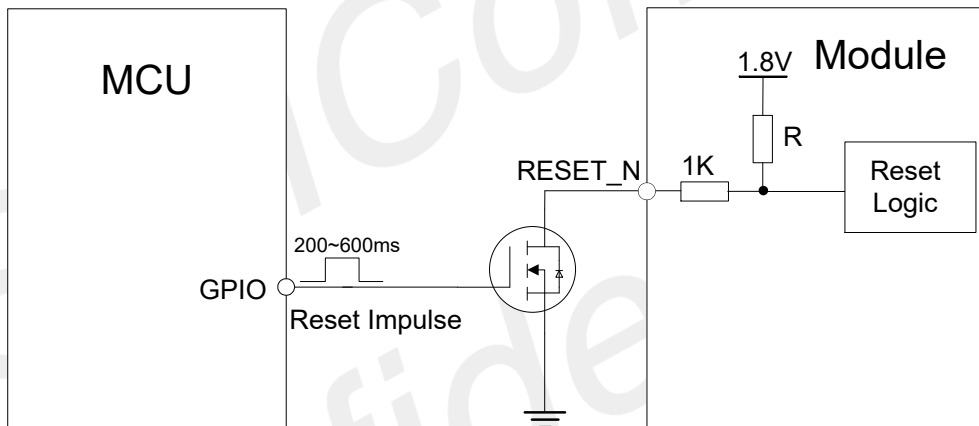 MCU
Module
1.8V
R
RESET_N
1K
Reset
Logic
200~600ms
GPIO
Reset Impulse